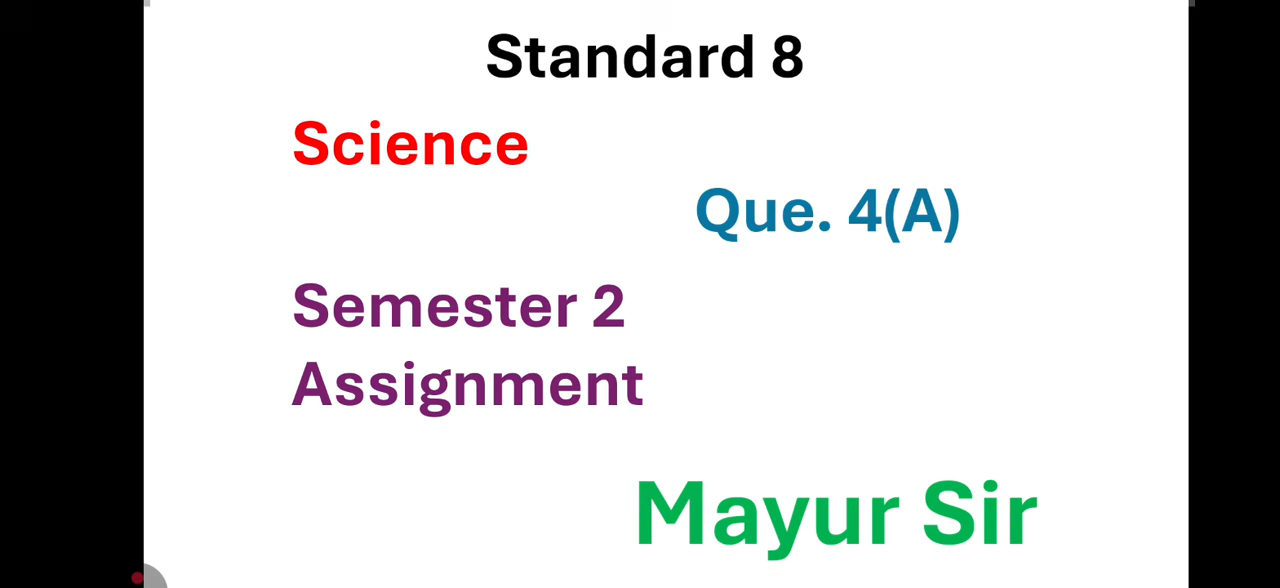 Standard 8
Science
Que. 4(A)
Semester 2
Assignment
Mayur Sir